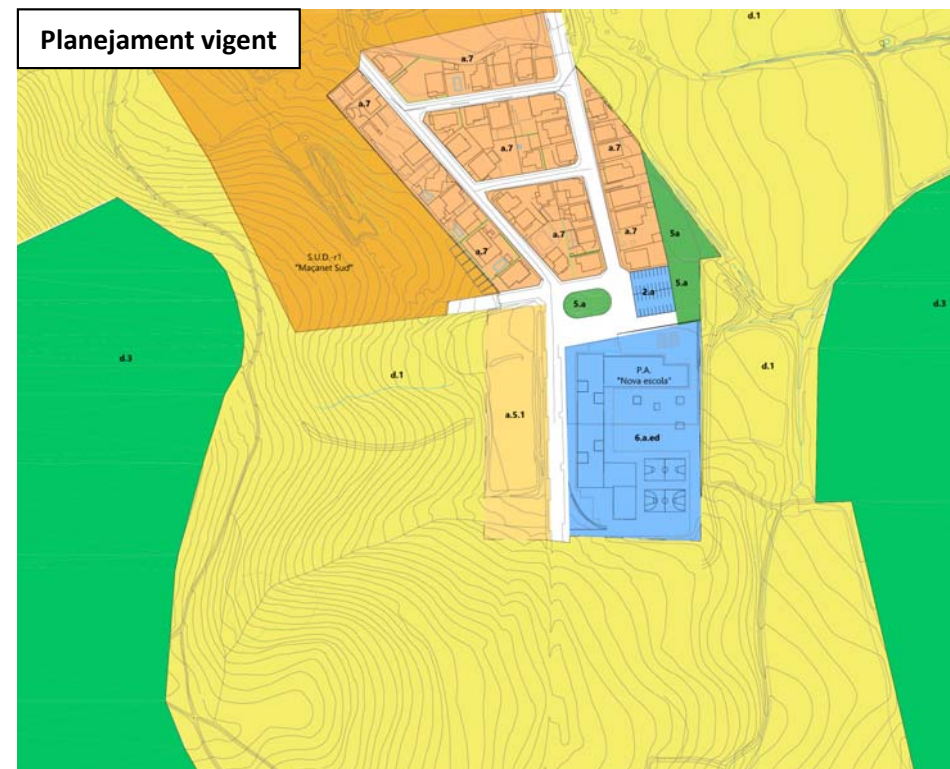 Planejament vigent
d.1
a.7
a.7
a.7
a.7
S.U.D.-r1
"Maçanet Sud"
a.7
a.7
a.7
5a
5.a
2.a
5.a
d.3
d.3
d.1
d.1
P.A.
"Nova escola"
a.5.1
6.a.ed